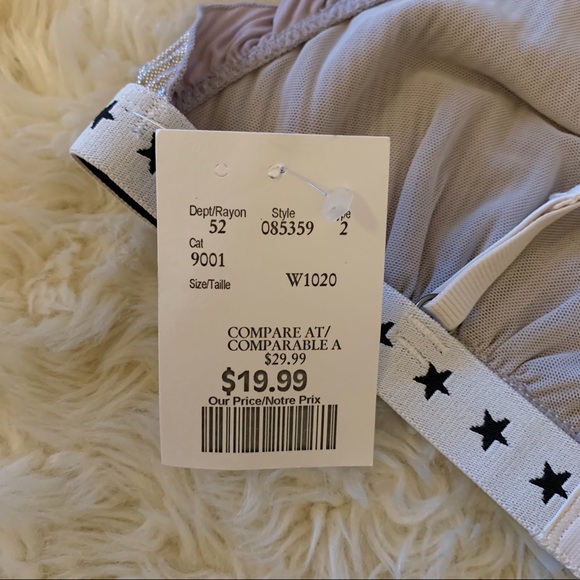 Dept/Rayon Style
52 085359 2
Cat
9001
Size/Taille W1020
COMPARE AT/
COMPARABLE A
$29.99
$19.99
Our Price/Notre Prix